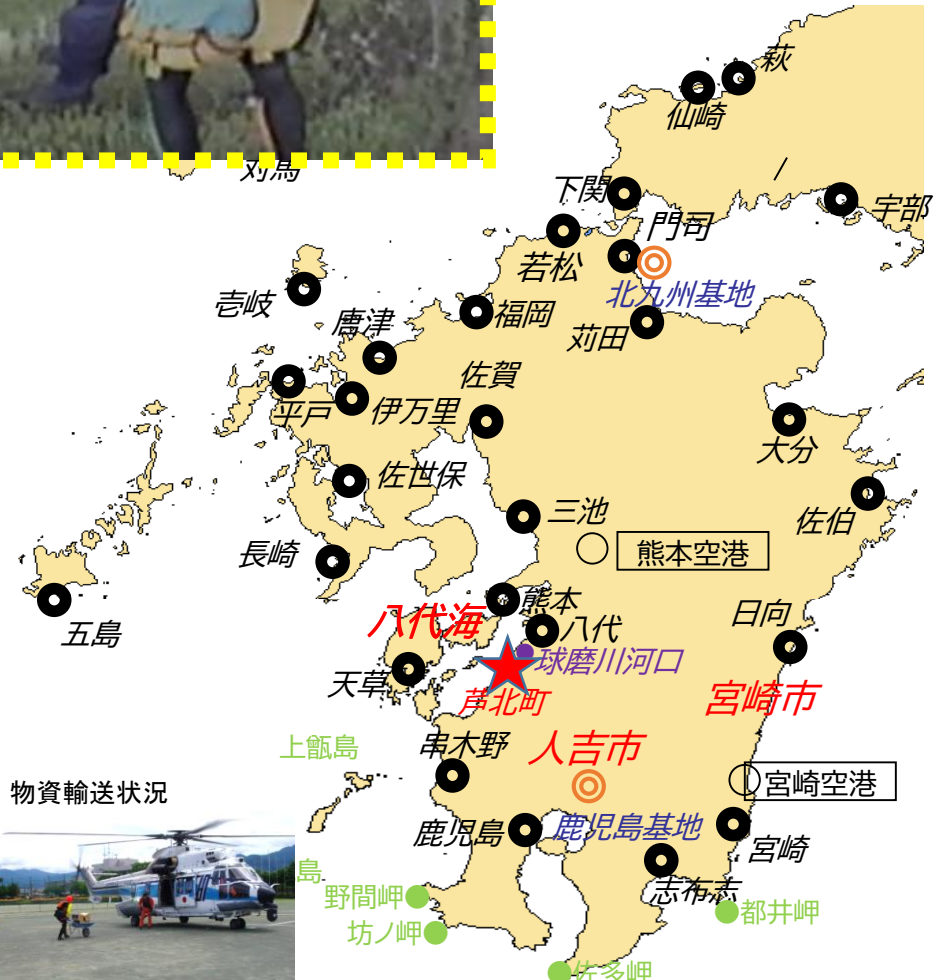 萩
仙崎
対馬
下関
宇部
門司
若松
北九州基地
壱岐
福岡
唐津
苅田
佐賀
平戸
伊万里
大分
佐世保
三池
佐伯
長崎
熊本空港
熊本
八代海
八代
日向
五島
球磨川河口
天草
芦北町
宮崎市
串木野
人吉市
上甑島
宮崎空港
物資輸送状況
鹿児島
鹿児島基地
宮崎
島
志布志
野間岬
都井岬
坊ノ岬
佐多岬